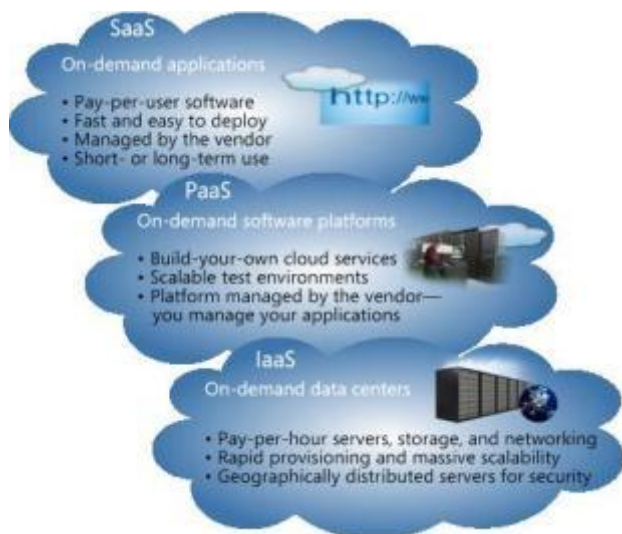 SaaS
On-demand applications
• Pay-per-user software
• Fast and easy to deploy
• Managed by the vendor
• Short- or long-term use
http://ww
PaaS
On-demand software platforms
• Build-your-own cloud services
• Scalable test environments
• Platform managed by the vendor—
you manage your applications
IaaS
On-demand data centers
• Pay-per-hour servers, storage, and networking
• Rapid provisioning and massive scalability
• Geographically distributed servers for security